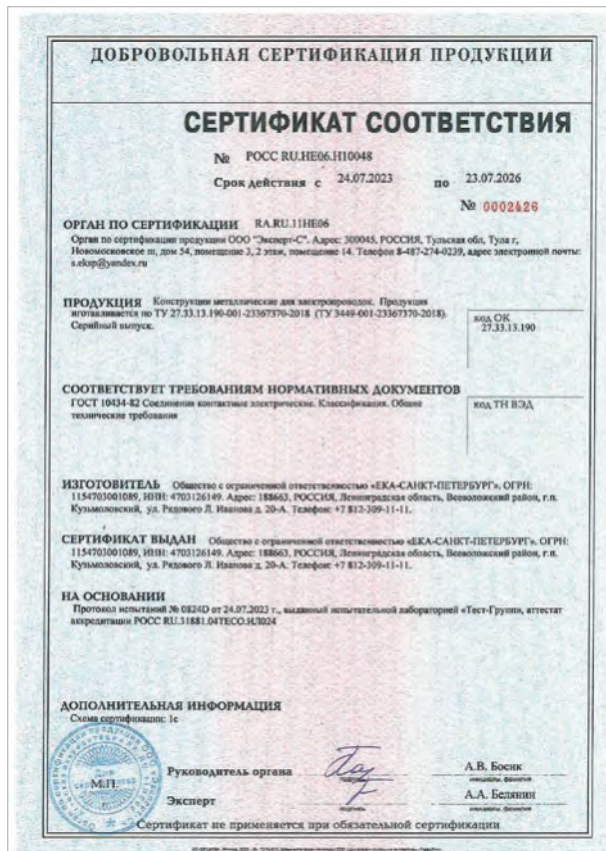 ДОБРОВОЛЬНАЯ СЕРТИФИКАЦИЯ ПРОДУКЦИИ
СЕРТИФИКАТ СООТВЕТСТВИЯ
№ РОСС RU.НЕ06.Н10048
Срок действия с 24.07.2023 по 23.07.2026
№ 0002426
ОРГАН ПО СЕРТИФИКАЦИИ RA.RU.11НЕ06
Орган по сертификации продукции ООО "Эксперт-С". Адрес: 300045, РОССИЯ, Тульская обл, Тула г,
Новомосковское ш, дом 54, помещение 3, 2 этаж, помещение 14. Телефон 8-487-274-0239, адрес электронной почты:
s.eksp@yandex.ru
ПРОДУКЦИЯ Конструкции металлические для электропроводок. Продукция
изготавливается по ТУ 27.33.13.190-001-23367370-2018 (ТУ 3449-001-23367370-2018).
Серийный выпуск.
код ОК
27.33.13.190
СООТВЕТСТВУЕТ ТРЕБОВАНИЯМ НОРМАТИВНЫХ ДОКУМЕНТОВ
ГОСТ 10434-82 Соединения контактные электрические. Классификация. Общие
технические требования
код ТН ВЭД
ИЗГОТОВИТЕЛЬ Общество с ограниченной ответственностью «ЕКА-САНКТ-ПЕТЕРБУРГ». ОГРН:
1154703001089, ИНН: 4703126149. Адрес: 188663, РОССИЯ, Ленинградская область, Всеволожский район, г.п.
Кузьмоловский, ул. Рядового Л. Иванова д. 20-А. Телефон: +7 812-309-11-11.
СЕРТИФИКАТ ВЫДАН Общество с ограниченной ответственностью «ЕКА-САНКТ-ПЕТЕРБУРГ». ОГРН:
1154703001089, ИНН: 4703126149. Адрес: 188663, РОССИЯ, Ленинградская область, Всеволожский район, г.п.
Кузьмоловский, ул. Рядового Л. Иванова д. 20-А. Телефон: +7 812-309-11-11.
НА ОСНОВАНИИ
Протокол испытаний № 0824D от 24.07.2023 г., выданный испытательной лабораторией «Тест-Групп», аттестат
аккредитации РОСС RU.31881.04ТЕСО.ИЛ024
ДОПОЛНИТЕЛЬНАЯ ИНФОРМАЦИЯ
Схема сертификации: 1с
М.П.
Руководитель органа
подпись
А.В. Босик
инициалы, фамилия
Эксперт
подпись
А.А. Белянин
инициалы, фамилия
Сертификат не применяется при обязательной сертификации